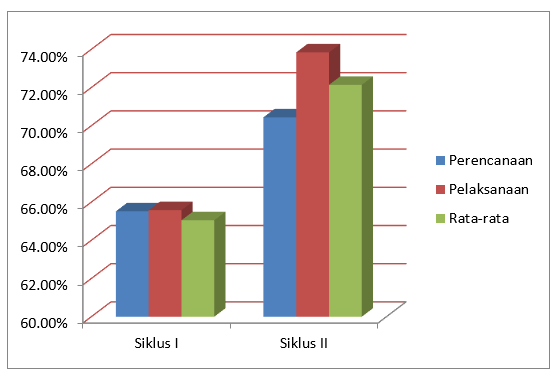 74.00%
72.00%
70.00%
68.00%
66.00%
64.00%
62.00%
60.00%
Siklus I
Siklus II
Perencanaan
Pelaksanaan
Rata-rata